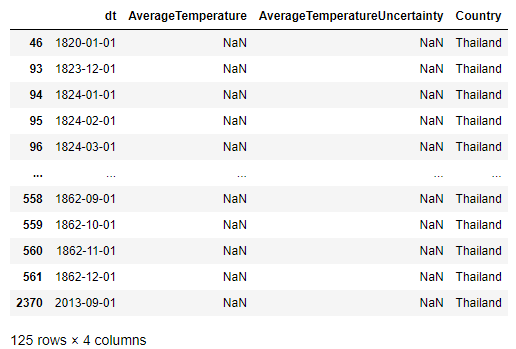 dt AverageTemperature AverageTemperatureUncertainty Country
46 1820-01-01 NaN NaN Thailand
93 1823-12-01 NaN NaN Thailand
94 1824-01-01 NaN NaN Thailand
95 1824-02-01 NaN NaN Thailand
96 1824-03-01 NaN NaN Thailand
... ... ... ... ...
558 1862-09-01 NaN NaN Thailand
559 1862-10-01 NaN NaN Thailand
560 1862-11-01 NaN NaN Thailand
561 1862-12-01 NaN NaN Thailand
2370 2013-09-01 NaN NaN Thailand
125 rows × 4 columns